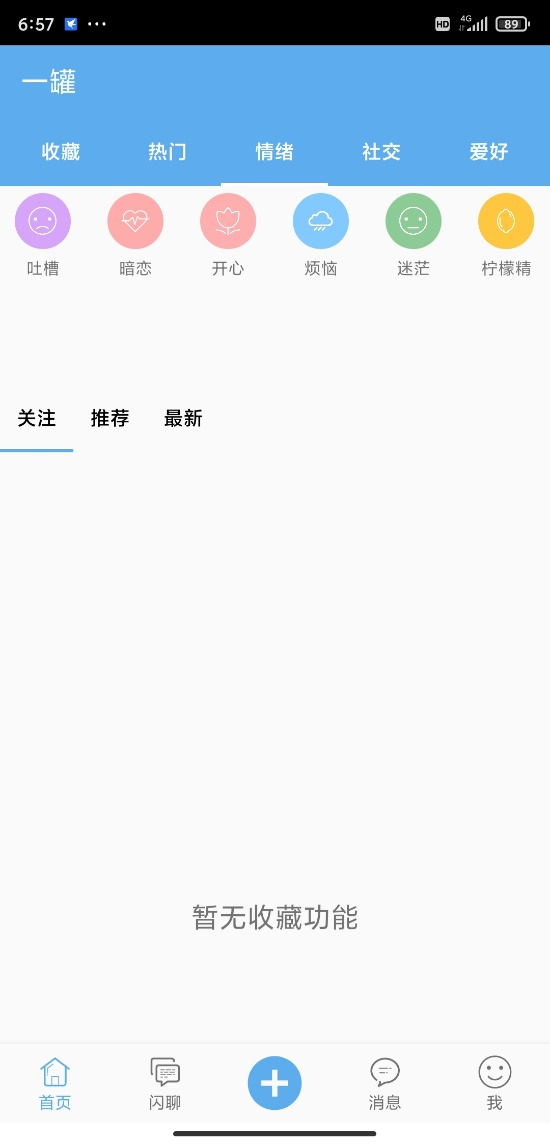 6:57 ... HD 4G 89
一罐
收藏 热门 情绪 社交 爱好
吐槽 暗恋 开心 烦恼 迷茫 柠檬精
关注 推荐 最新
暂无收藏功能
首页 闪聊 消息 我